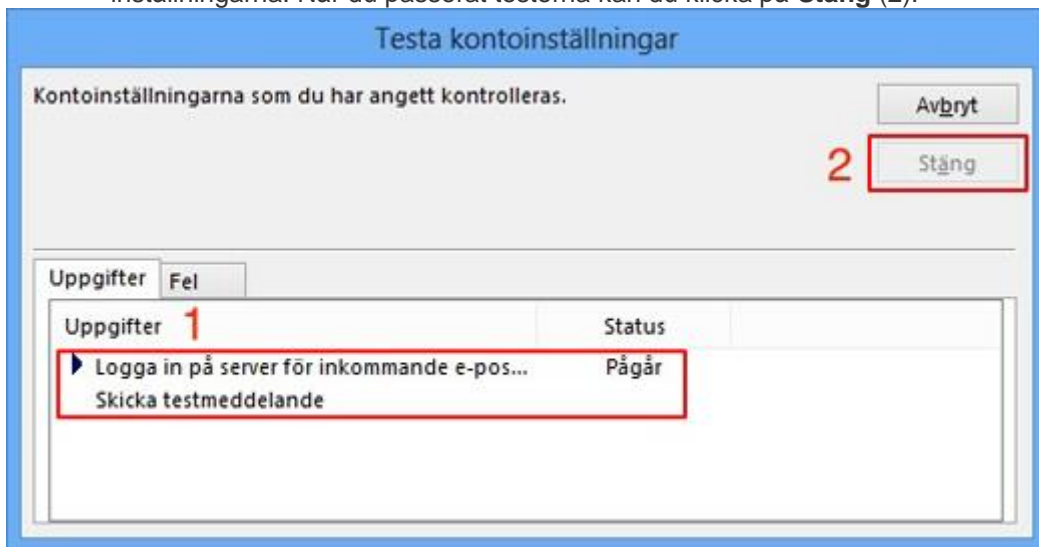 inställningarna. När du passerat testerna kan du klicka på Stäng (2).
Testa kontoinställningar
Kontoinställningarna som du har angett kontrolleras.
Avbryt
2
Stäng
Uppgifter Fel
Uppgifter 1 Status
Logga in på server för inkommande e-pos... Pågår
Skicka testmeddelande